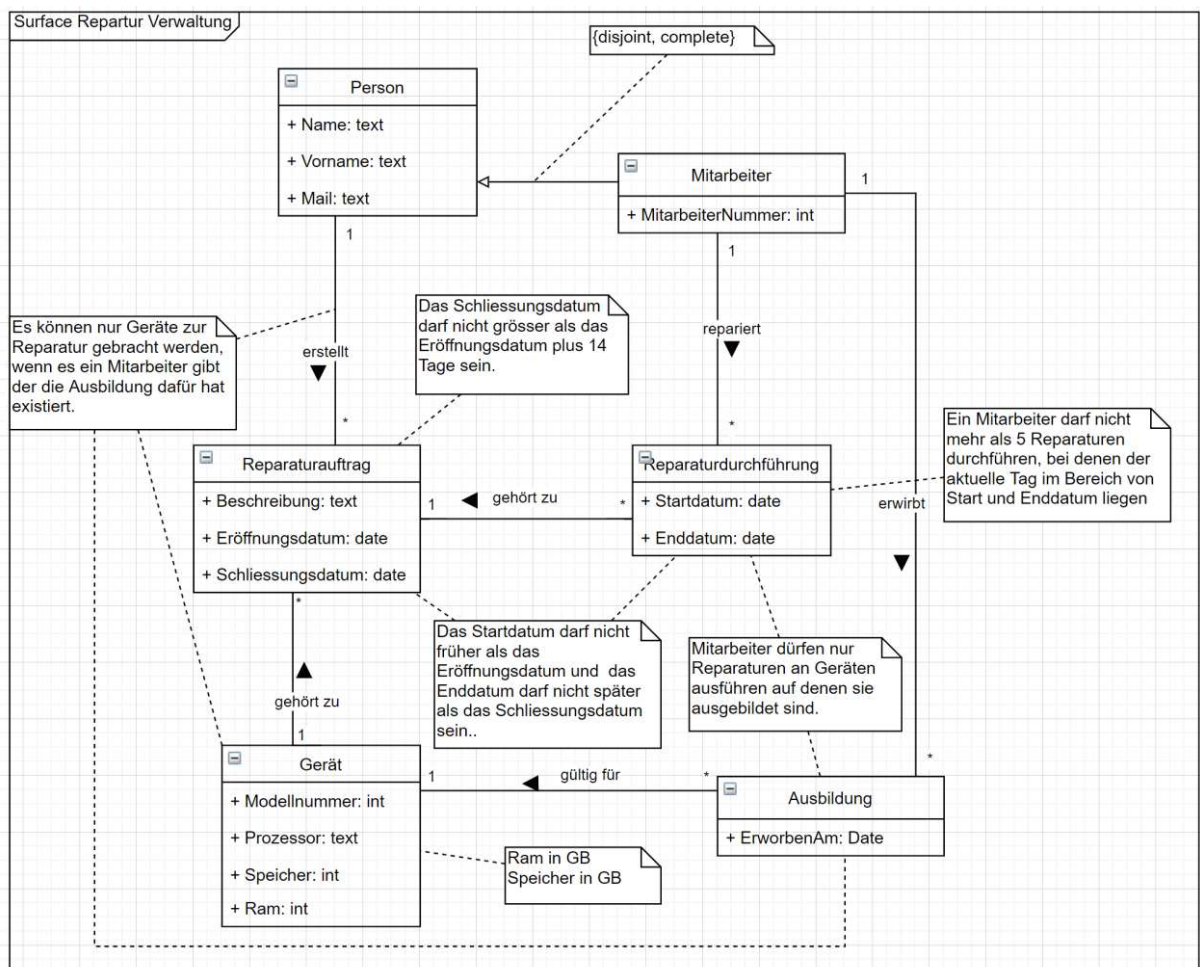 Surface Repartur Verwaltung
{disjoint, complete}
Person
+ Name: text
+ Vorname: text
+ Mail: text
Mitarbeiter
+ MitarbeiterNummer: int
1
1
1
Es können nur Geräte zur
Reparatur gebracht werden,
wenn es ein Mitarbeiter gibt
der die Ausbildung dafür hat
existiert.
erstellt
Das Schliessungsdatum
darf nicht grösser als das
Eröffnungsdatum plus 14
Tage sein.
repariert
*
*
Reparaturauftrag
+ Beschreibung: text
+ Eröffnungsdatum: date
+ Schliessungsdatum: date
1
gehört zu
*
Reparaturdurchführung
+ Startdatum: date
+ Enddatum: date
erwirbt
Ein Mitarbeiter darf nicht
mehr als 5 Reparaturen
durchführen, bei denen der
aktuelle Tag im Bereich von
Start und Enddatum liegen
*
gehört zu
1
Das Startdatum darf nicht
früher als das
Eröffnungsdatum und das
Enddatum darf nicht später
als das Schliessungsdatum
sein..
Mitarbeiter dürfen nur
Reparaturen an Geräten
ausführen auf denen sie
ausgebildet sind.
*
Gerät
+ Modellnummer: int
+ Prozessor: text
+ Speicher: int
+ Ram: int
1
gültig für
*
Ausbildung
+ ErworbenAm: Date
Ram in GB
Speicher in GB